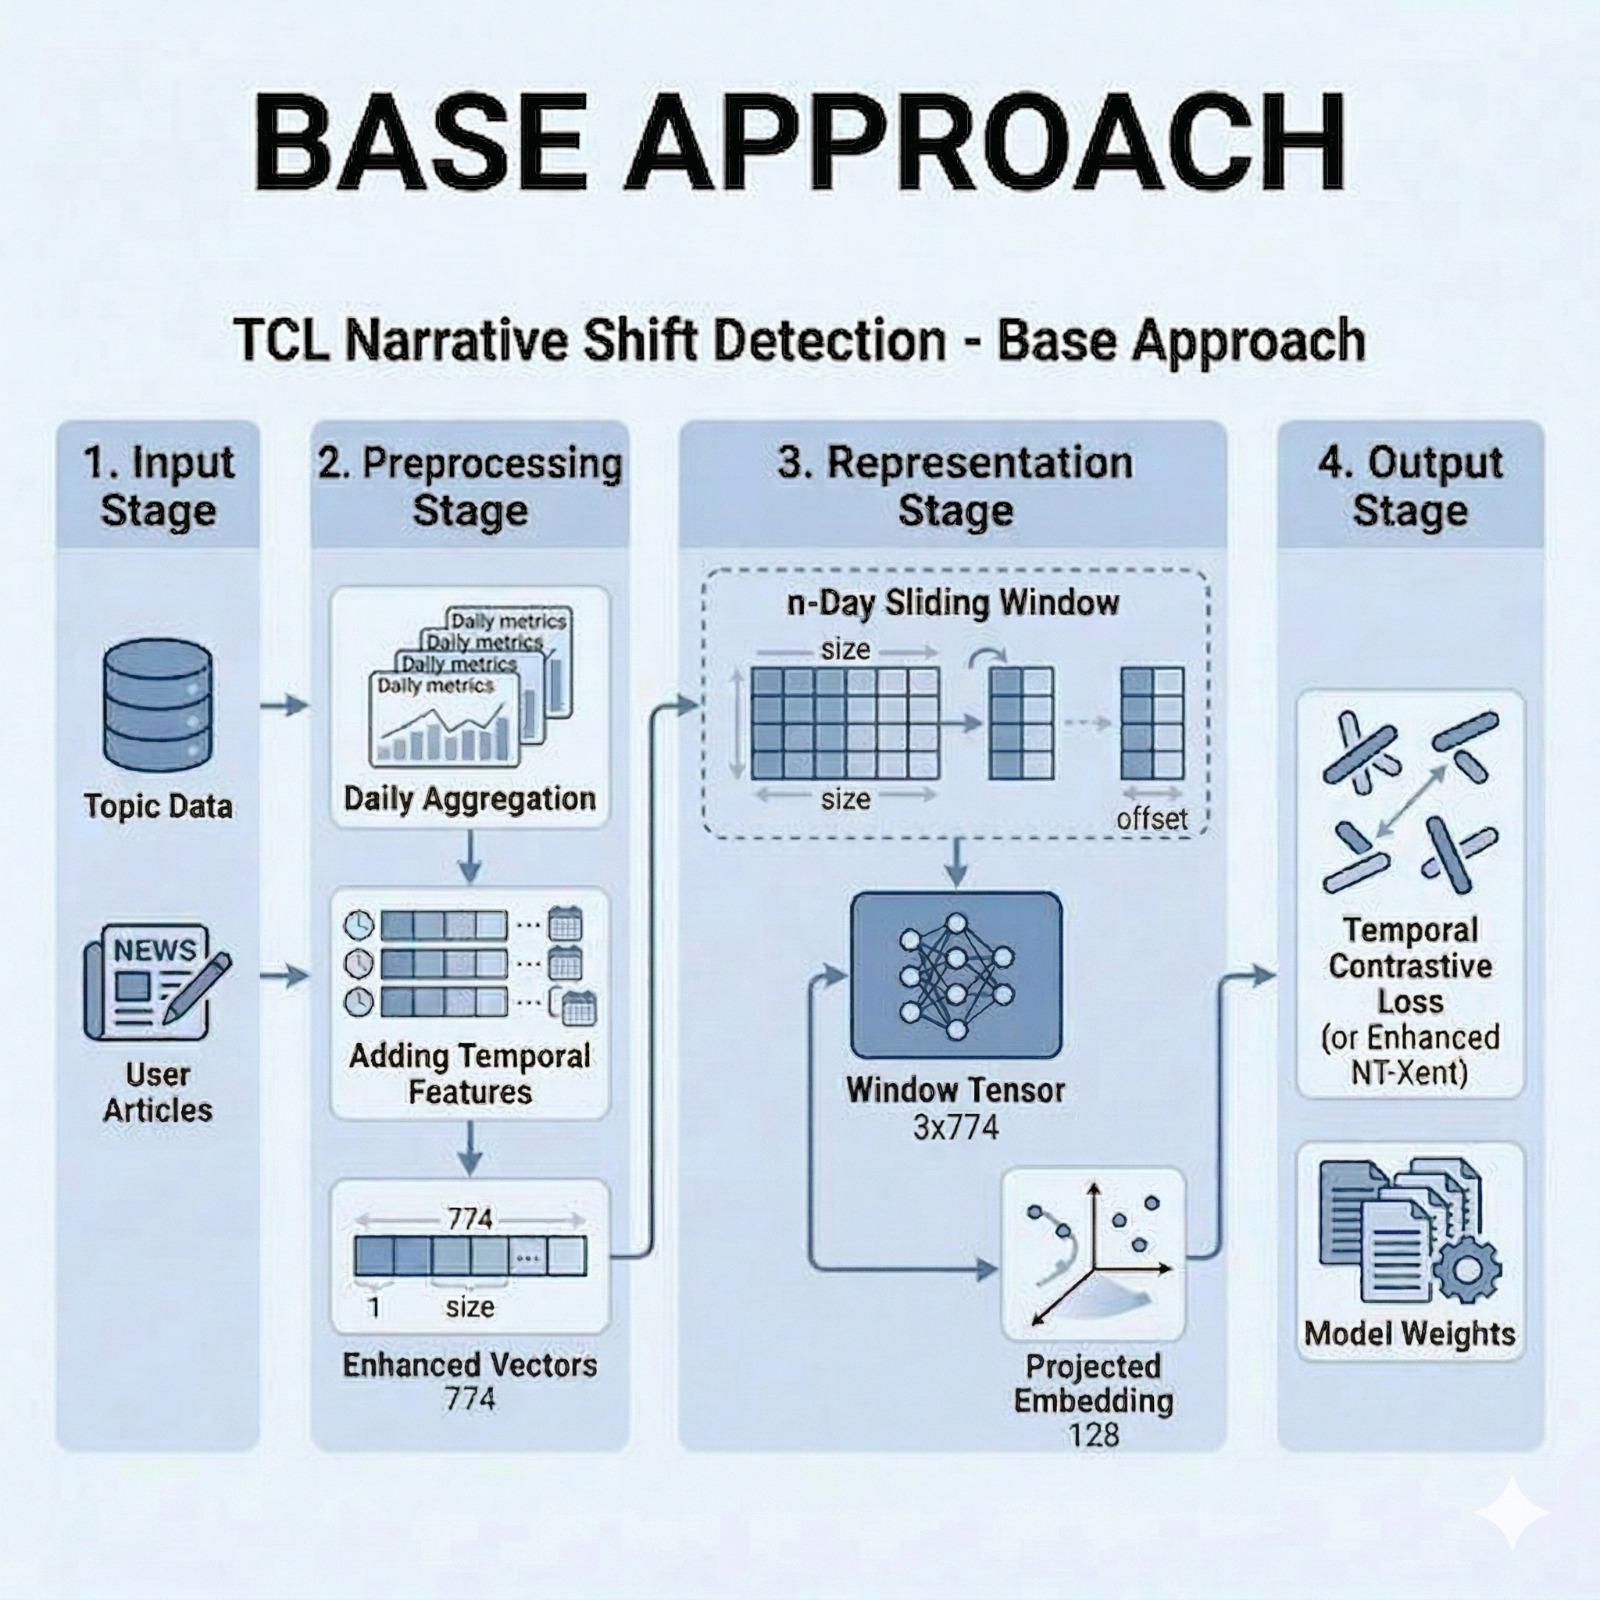 BASE APPROACH
TCL Narrative Shift Detection - Base Approach
1. Input
Stage
Topic Data
NEWS
User
Articles
2. Preprocessing
Stage
Daily metrics
Daily metrics
Daily metrics
Daily metrics
Daily Aggregation
...
...
...
Adding Temporal
Features
774
...
1
size
Enhanced Vectors
774
3. Representation
Stage
n-Day Sliding Window
size
size
offset
Window Tensor
3x774
Projected
Embedding
128
4. Output
Stage
Temporal
Contrastive
Loss
(or Enhanced
NT-Xent)
Model Weights